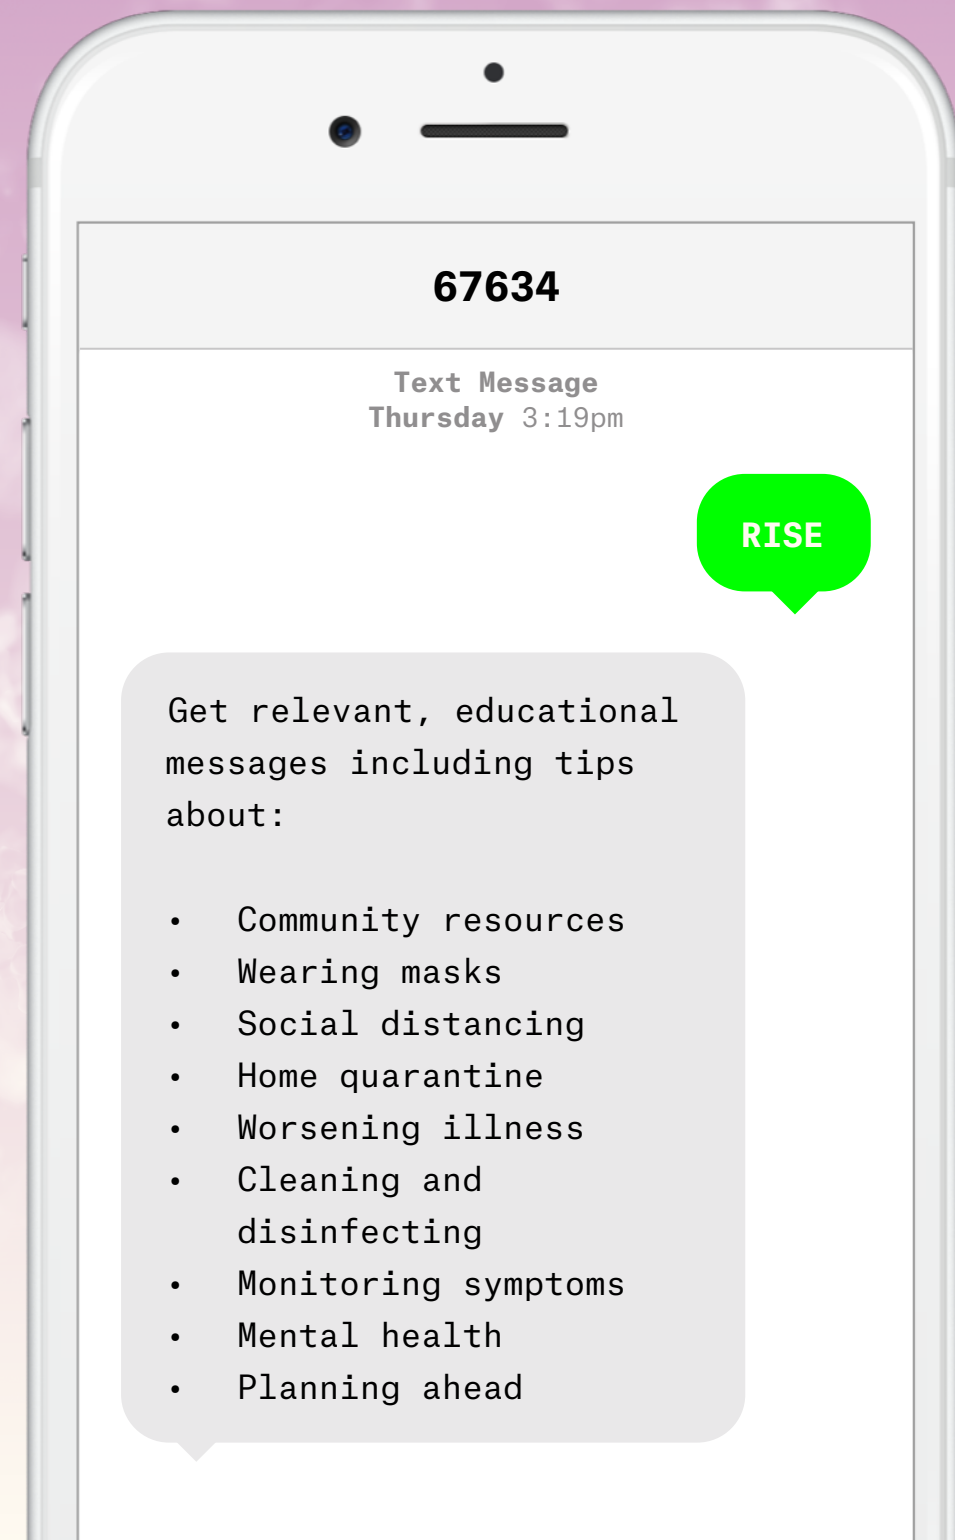 67634
Text Message
Thursday 3:19pm
RISE
Get relevant, educational
messages including tips
about:
• Community resources
• Wearing masks
• Social distancing
• Home quarantine
• Worsening illness
• Cleaning and
disinfecting
• Monitoring symptoms
• Mental health
• Planning ahead